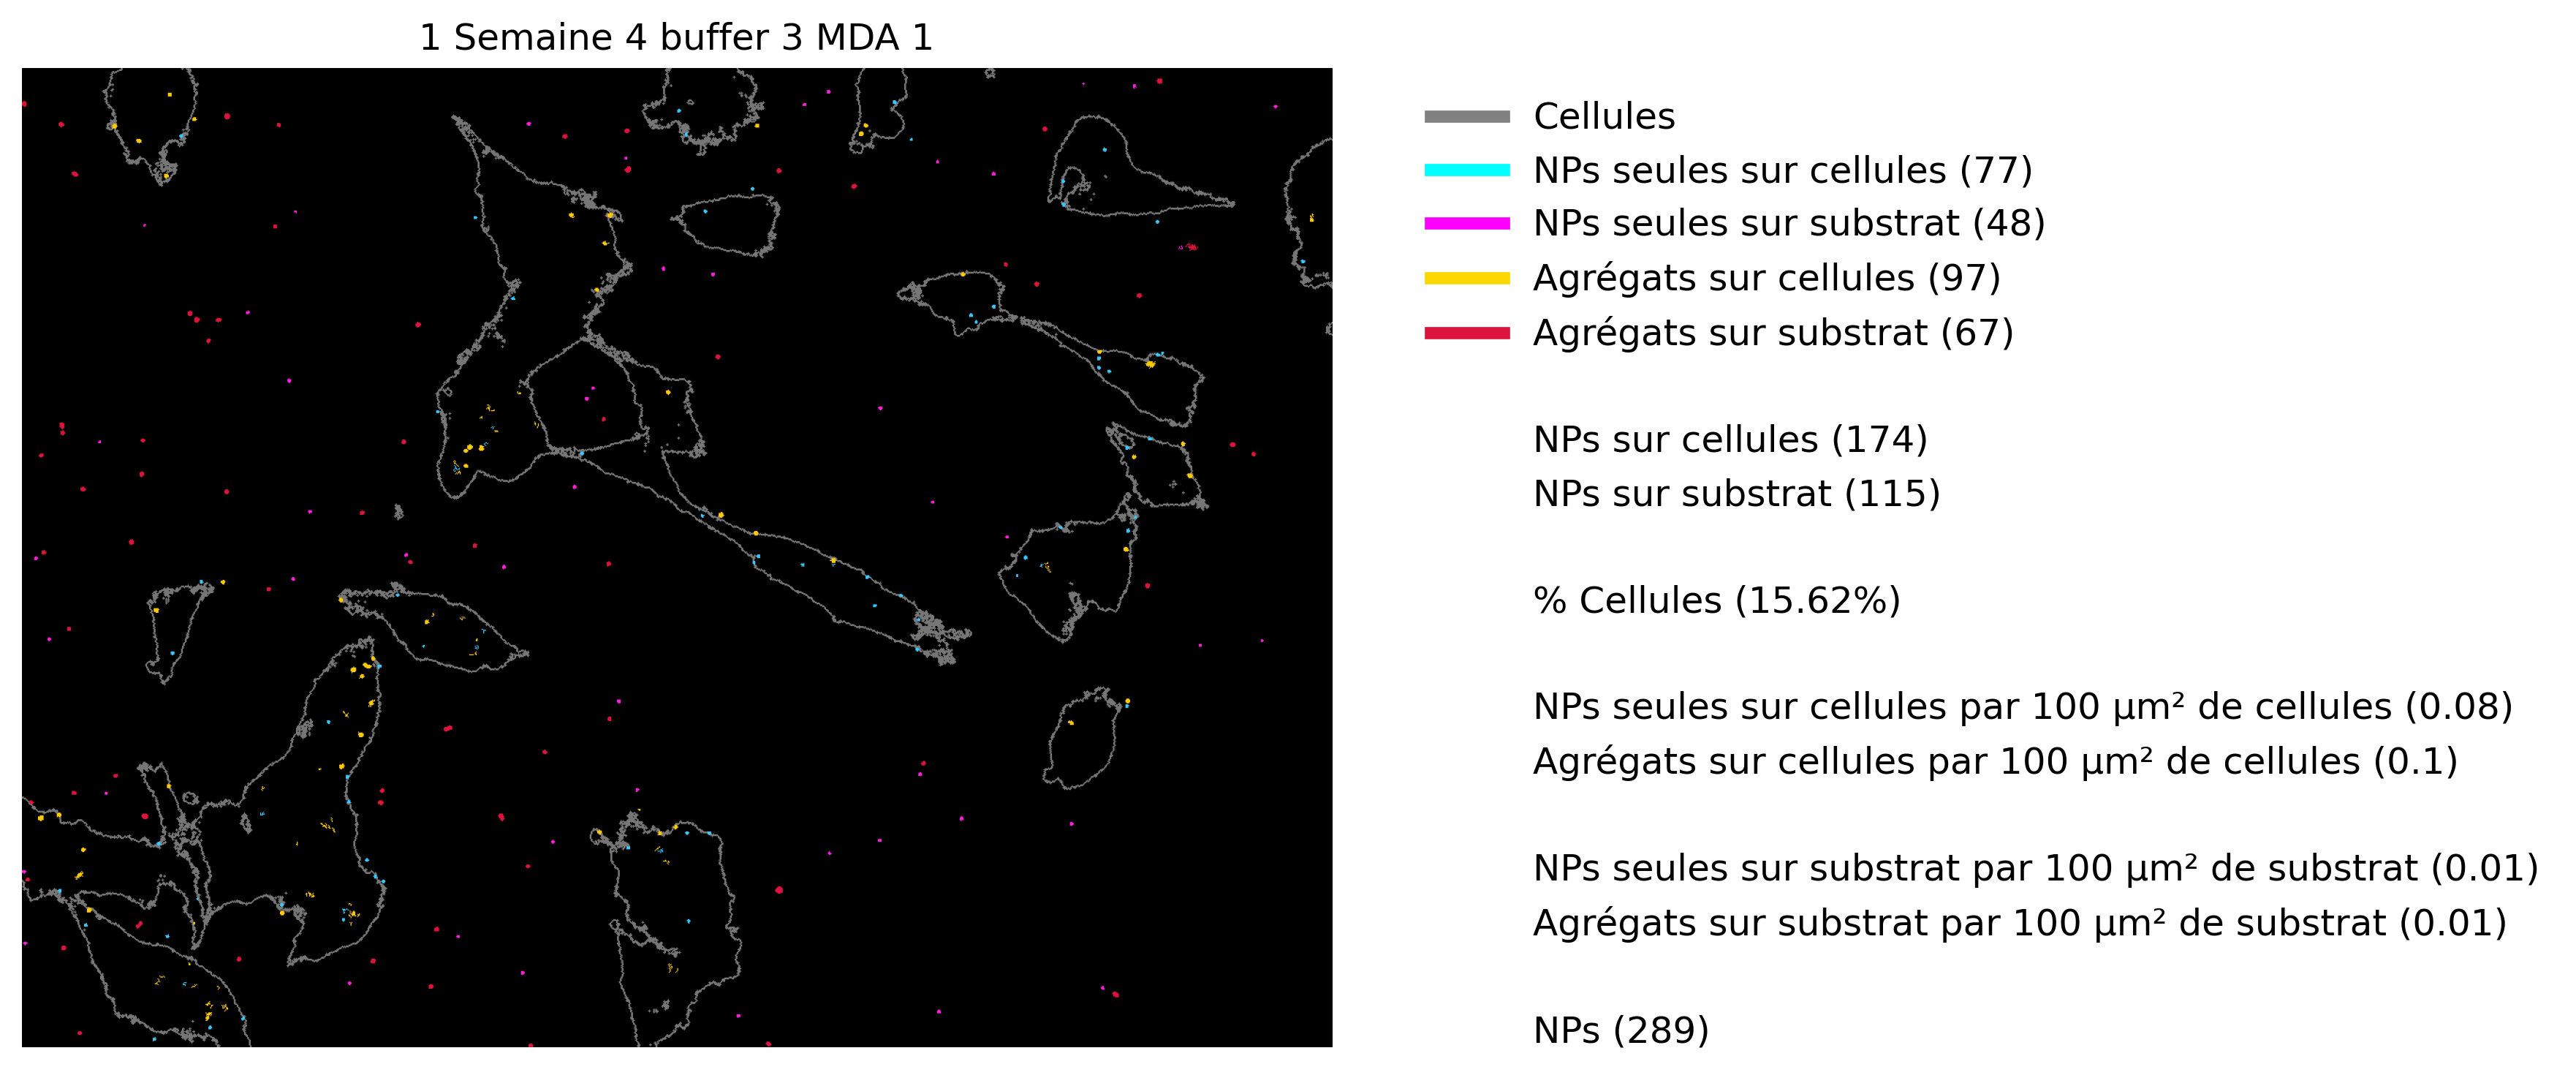 1 Semaine 4 buffer 3 MDA 1
Cellules
NPs seules sur cellules (77)
NPs seules sur substrat (48)
Agrégats sur cellules (97)
Agrégats sur substrat (67)
NPs sur cellules (174)
NPs sur substrat (115)
% Cellules (15.62%)
NPs seules sur cellules par 100 µm² de cellules (0.08)
Agrégats sur cellules par 100 µm² de cellules (0.1)
NPs seules sur substrat par 100 µm² de substrat (0.01)
Agrégats sur substrat par 100 µm² de substrat (0.01)
NPs (289)